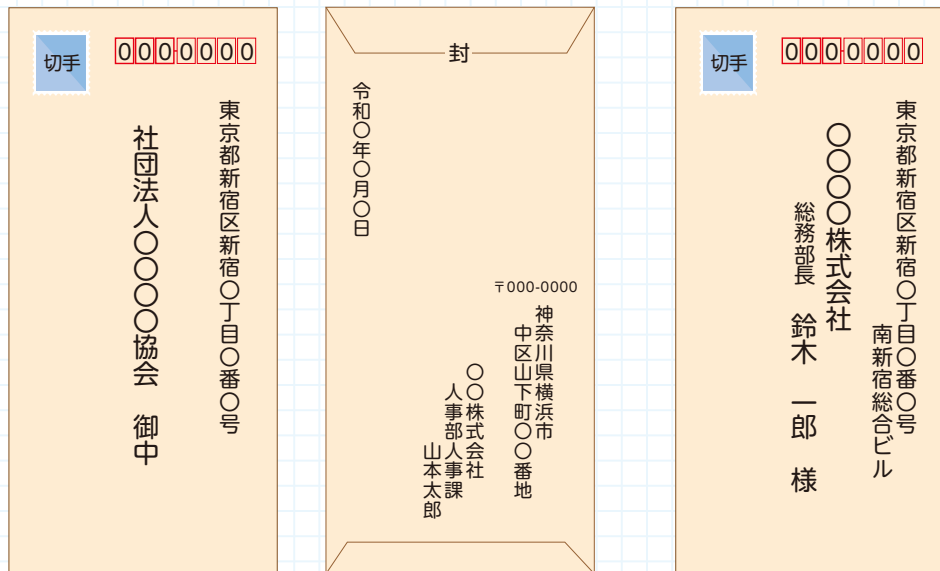 切手
0000000
東京都新宿区新宿〇丁目〇番〇号
社団法人〇〇〇〇協会　御中
封
令和〇年〇月〇日
〒000-0000
神奈川県横浜市
中区山下町〇〇番地
〇〇株式会社
人事部人事課
山本太郎
切手
0000000
東京都新宿区新宿〇丁目〇番〇号
南新宿総合ビル
〇〇〇〇株式会社
総務部長　鈴木　一郎　様